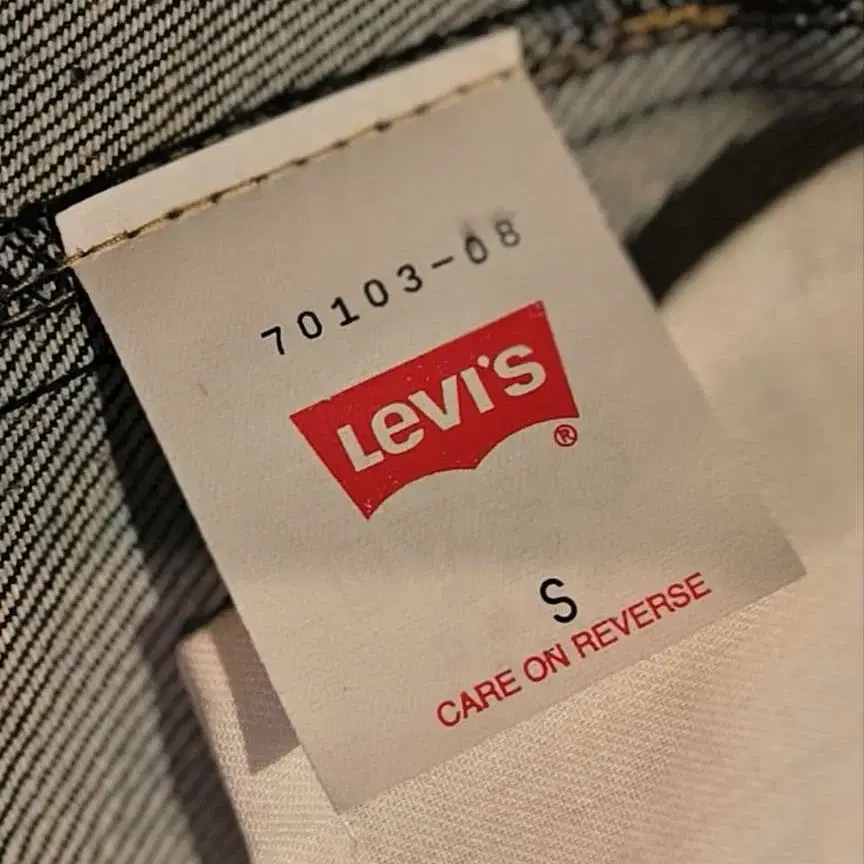 70103-08
LEVI'S
®
S
CARE ON REVERSE